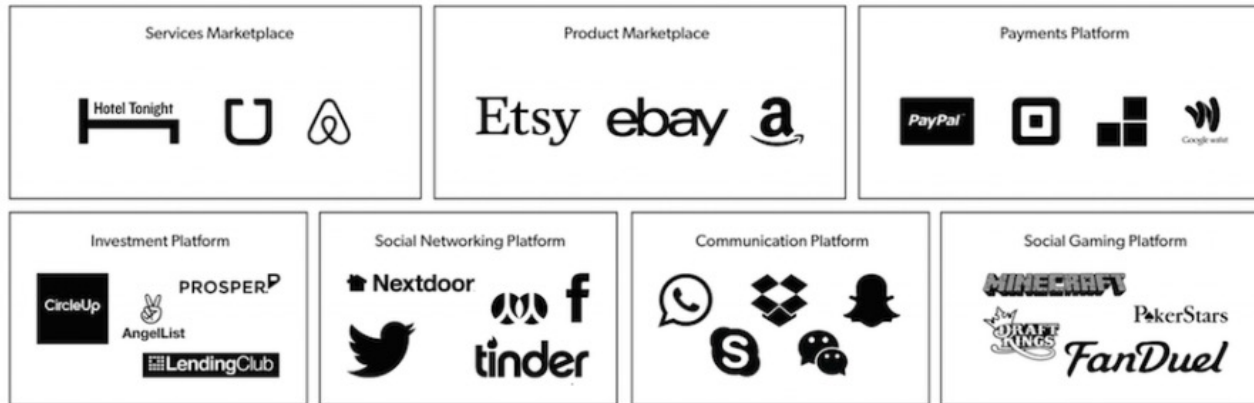 Services Marketplace
Hotel Tonight
Product Marketplace
Etsy
ebay
a
Payments Platform
PayPal
Google wallet
Investment Platform
CircleUp
PROSPER
AngelList
LendingClub
Social Networking Platform
Nextdoor
f
tinder
Communication Platform
S
Social Gaming Platform
MINECRAFT
DRAFT
KINGS
PokerStars
FanDuel